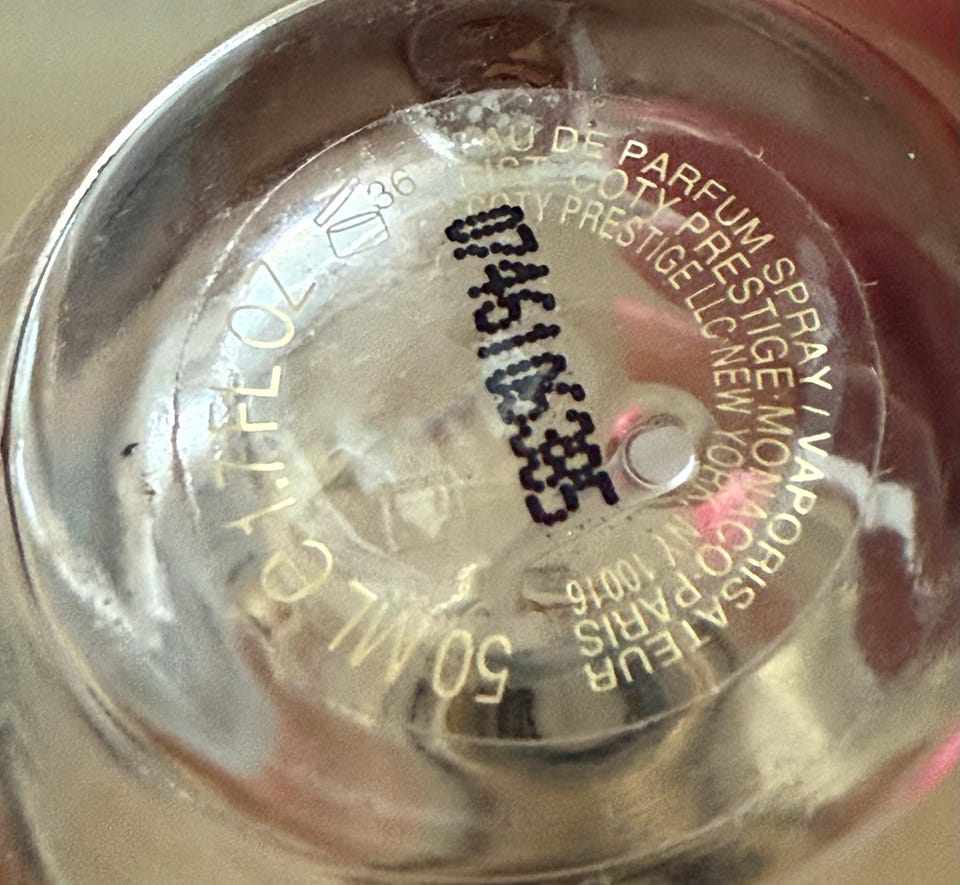 EAU DE PARFUM SPRAY / VAPORISATEUR
DIST. COTY PRESTIGE·MONACO·PARIS
COTY PRESTIGE LLC·NEW YORK, NY 10016
50 ML ℮ 1.7 FL OZ
36